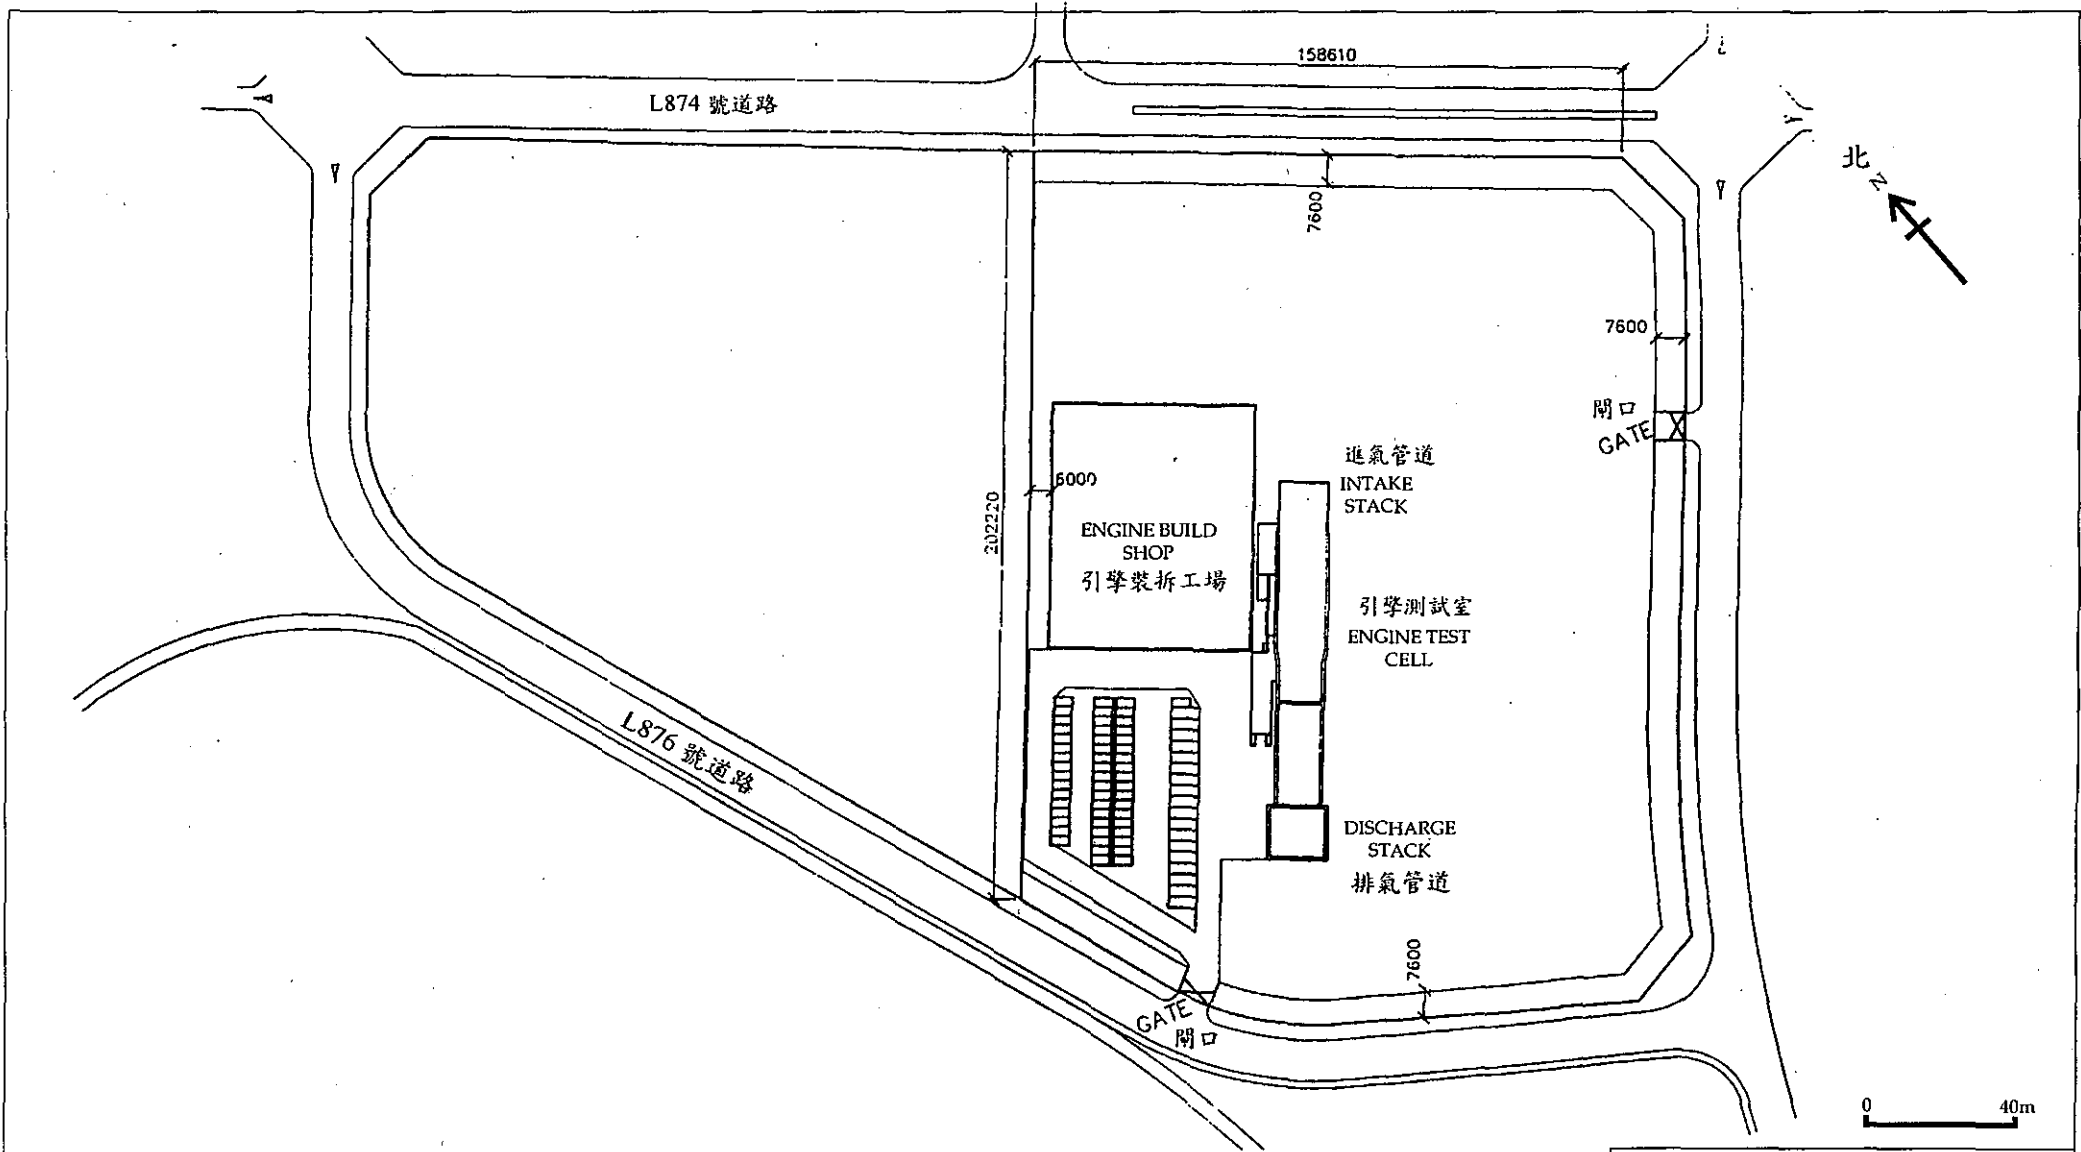 158610
L874 號道路
北
N
7600
7600
閘口
GATE
進氣管道
INTAKE
STACK
6000
202220
ENGINE BUILD
SHOP
引擎裝拆工場
引擎測試室
ENGINE TEST
CELL
L876 號道路
DISCHARGE
STACK
排氣管道
7600
GATE
閘口
0 40m